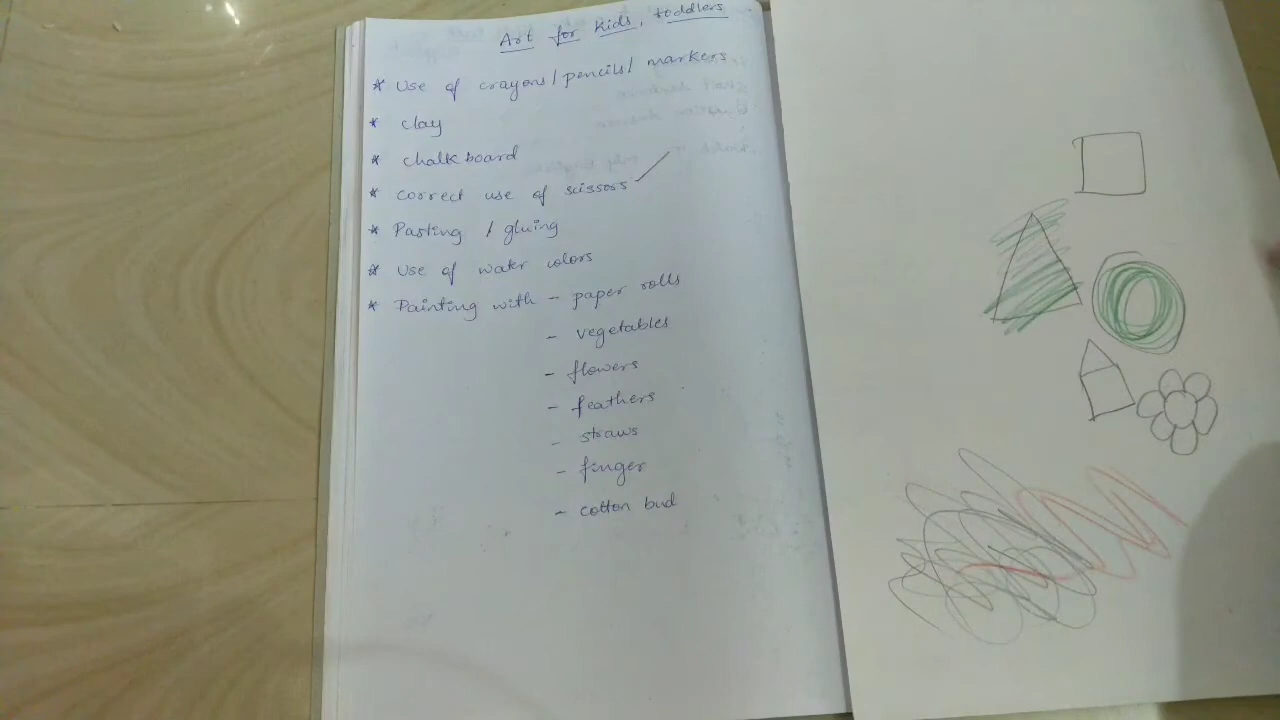 Art for Kids, toddlers
* Use of crayons/pencils/ markers
* clay
* chalk board
* correct use of scissors
* Pasting / gluing
* Use of water colors
* Painting with - paper rolls
- vegetables
- flowers
- feathers
- straws
- finger
- cotton bud